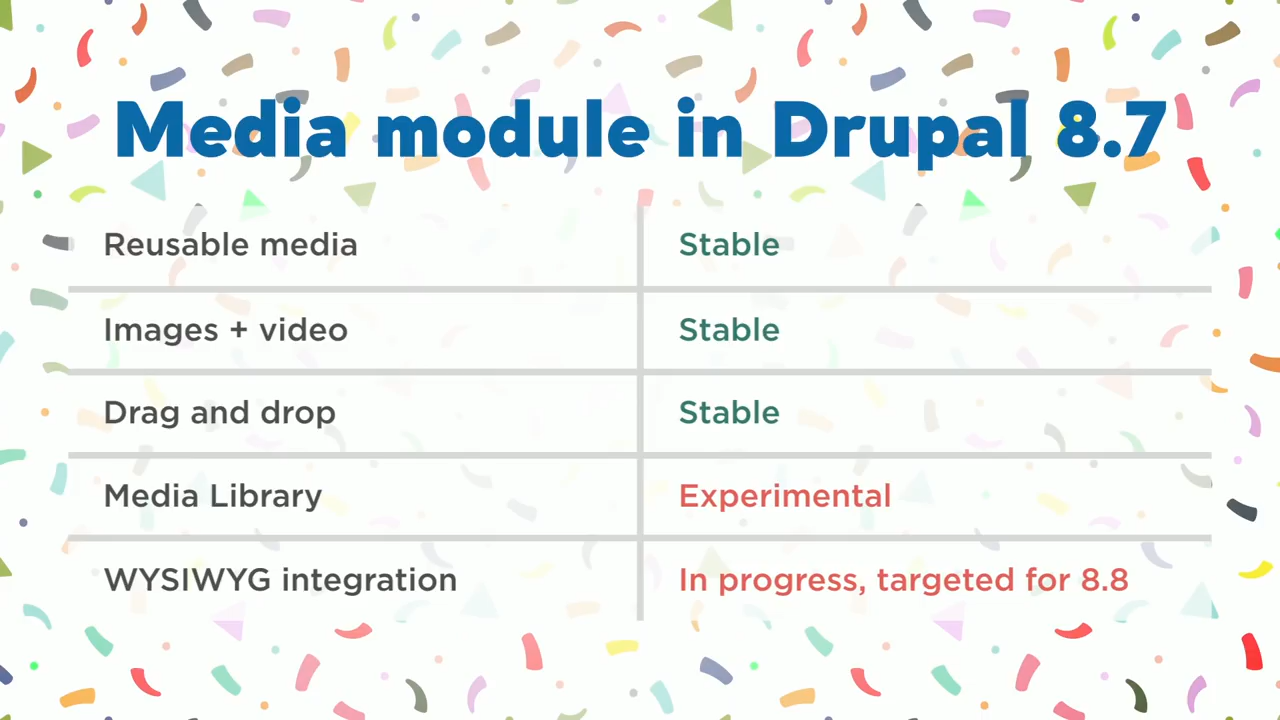 Media module in Drupal 8.7
Reusable media
Stable
Images + video
Stable
Drag and drop
Stable
Media Library
Experimental
WYSIWYG integration
In progress, targeted for 8.8